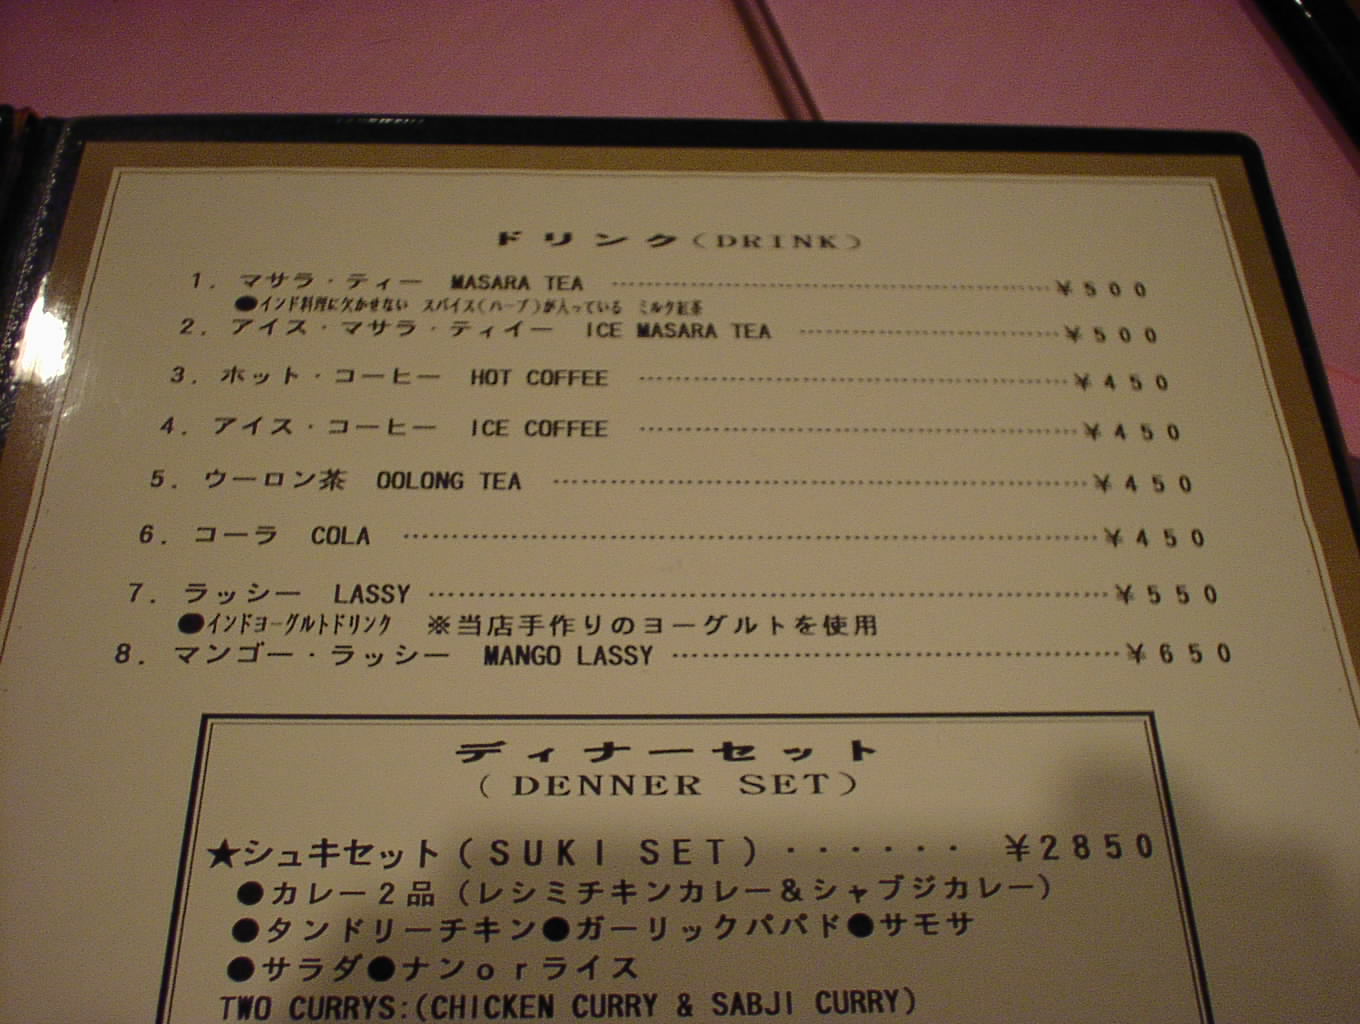 ドリンク(DRINK)
1. マサラ・ティー MASARA TEA ………………………………¥500
●インド料理に欠かせない スパイス(ハーブ)が入っている ミルク紅茶
2. アイス・マサラ・ティイー ICE MASARA TEA ………………………¥500
3. ホット・コーヒー HOT COFFEE ………………………………¥450
4. アイス・コーヒー ICE COFFEE ………………………………¥450
5. ウーロン茶 OOLONG TEA ………………………………………¥450
6. コーラ COLA ……………………………………………………¥450
7. ラッシー LASSY …………………………………………………¥550
●インドヨーグルトドリンク ※当店手作りのヨーグルトを使用
8. マンゴー・ラッシー MANGO LASSY ………………………………¥650
ディナーセット
(DENNER SET)
★シュキセット(SUKI SET)・・・・・・ ¥2850
●カレー2品(レシミチキンカレー&シャブジカレー)
●タンドリーチキン●ガーリックパパド●サモサ
●サラダ●ナンorライス
TWO CURRYS:(CHICKEN CURRY & SABJI CURRY)